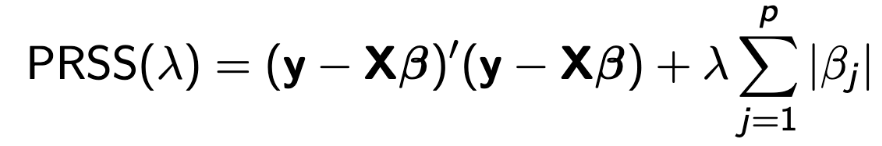 PRSS(λ) = (y − Xβ)′(y − Xβ) + λ ∑_{j=1}^{p} |β_j|